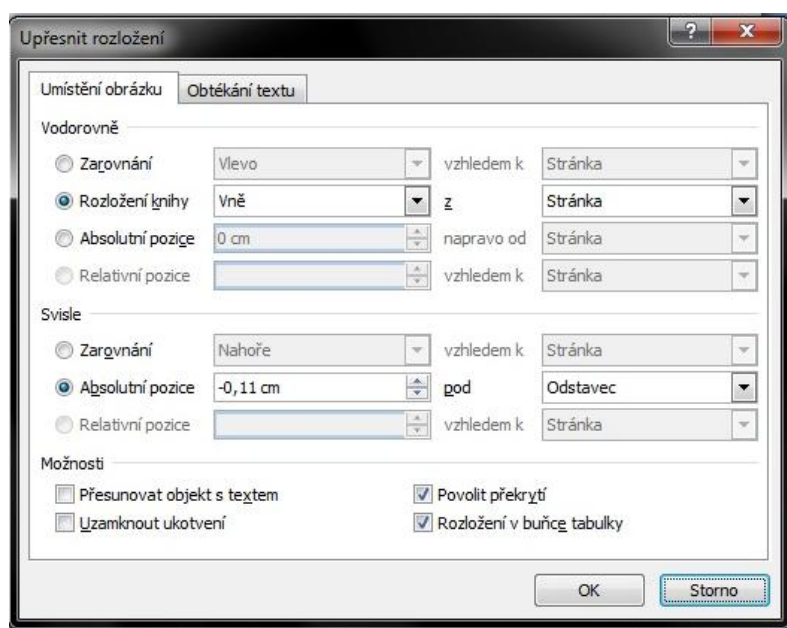 Upřesnit rozložení
Umístění obrázku Obtékání textu
Vodorovně
Zarovnání Vlevo vzhledem k Stránka
Rozložení knihy Vně z Stránka
Absolutní pozice 0 cm napravo od Stránka
Relativní pozice vzhledem k Stránka
Svisle
Zarovnání Nahoře vzhledem k Stránka
Absolutní pozice -0,11 cm pod Odstavec
Relativní pozice vzhledem k Stránka
Možnosti
Přesunovat objekt s textem Povolit překrytí
Uzamknout ukotvení Rozložení v buňce tabulky
OK Storno